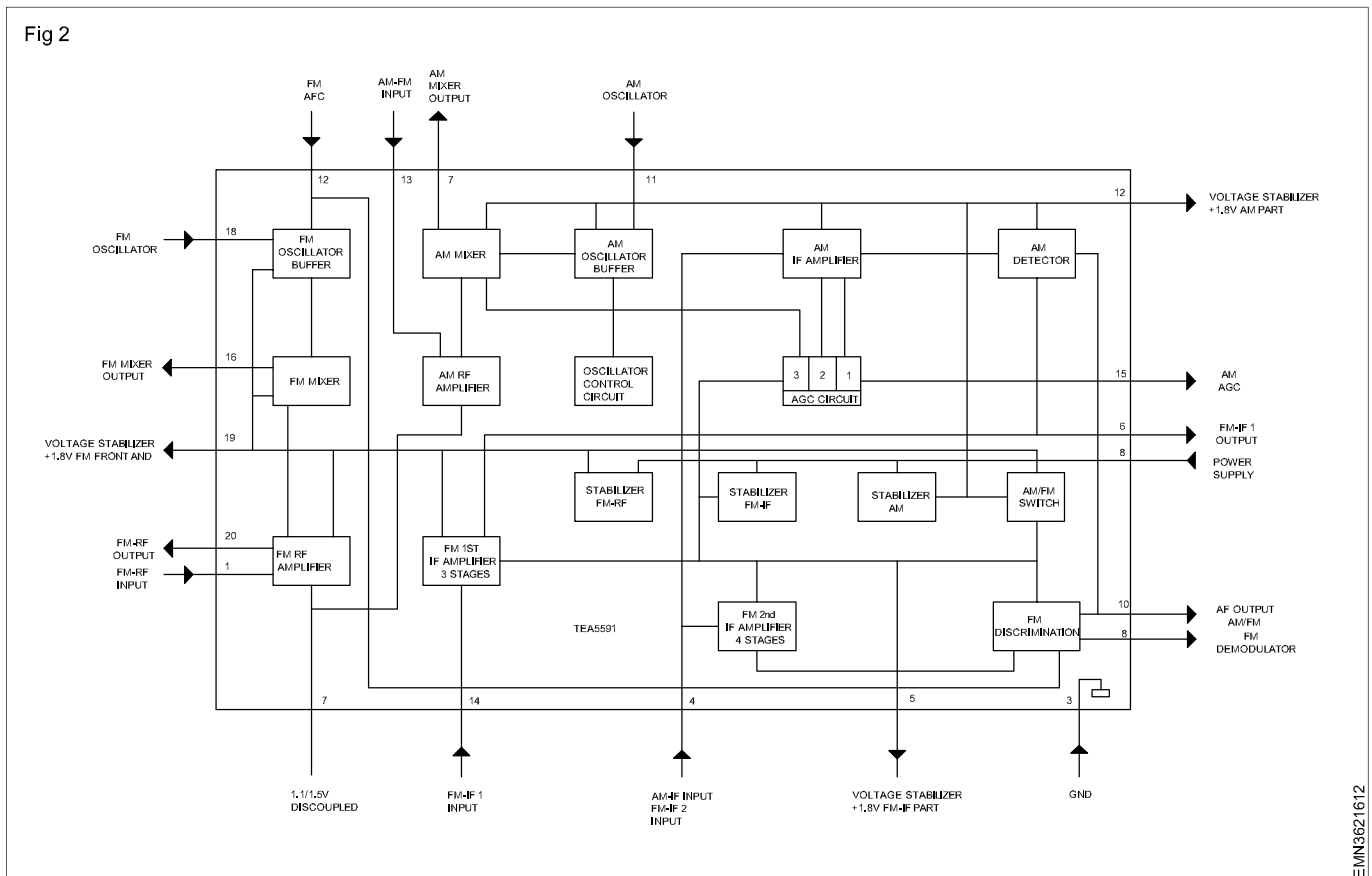 Fig 2
FM
AFC
AM-FM
INPUT
AM
MIXER
OUTPUT
AM
OSCILLATOR
12
13
7
11
12
VOLTAGE STABILIZER
+1.8V AM PART
FM
OSCILLATOR
18
FM
OSCILLATOR
BUFFER
AM MIXER
AM
OSCILLATOR
BUFFER
AM
IF AMPLIFIER
AM
DETECTOR
FM MIXER
OUTPUT
16
FM MIXER
AM RF
AMPLIFIER
OSCILLATOR
CONTROL
CIRCUIT
3 2 1
AGC CIRCUIT
15
AM
AGC
VOLTAGE STABILIZER
+1.8V FM FRONT AND
19
6
FM-IF 1
OUTPUT
8
POWER
SUPPLY
STABILIZER
FM-RF
STABILIZER
FM-IF
STABILIZER
AM
AM/FM
SWITCH
FM-RF
OUTPUT
20
FM-RF
INPUT
1
FM RF
AMPLIFIER
FM 1ST
IF AMPLIFIER
3 STAGES
TEA5591
FM 2nd
IF AMPLIFIER
4 STAGES
FM
DISCRIMINATION
10
AF OUTPUT
AM/FM
8
FM
DEMODULATOR
7
14
4
5
3
1.1/1.5V
DISCOUPLED
FM-IF 1
INPUT
AM-IF INPUT
FM-IF 2
INPUT
VOLTAGE STABILIZER
+1.8V FM-IF PART
GND
EMN3621612